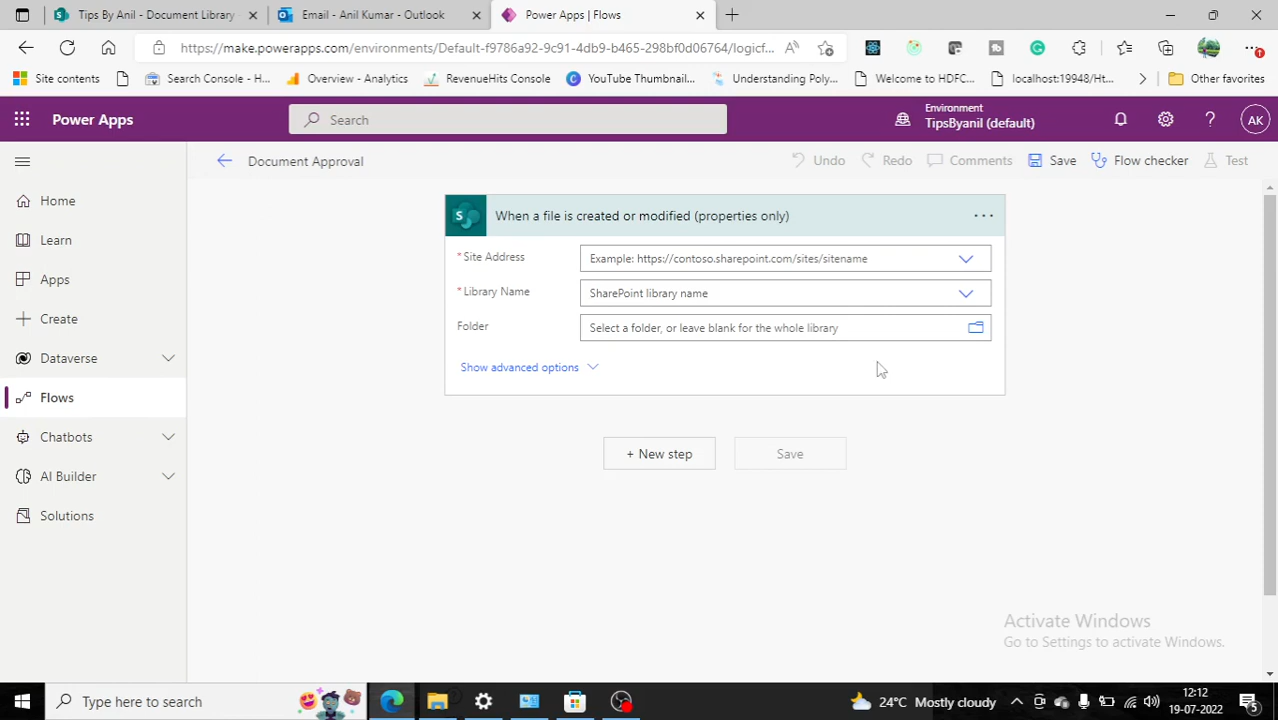 Tips By Anil - Document Library
Email - Anil Kumar - Outlook
Power Apps | Flows
https://make.powerapps.com/environments/Default-f9786a92-9c91-4db9-b465-298bf0d06764/logicf...
Site contents
Search Console - H...
Overview - Analytics
RevenueHits Console
YouTube Thumbnail...
Understanding Poly...
Welcome to HDFC...
localhost:19948/Ht...
Other favorites
Power Apps
Search
Environment
TipsByanil (default)
AK
Document Approval
Undo
Redo
Comments
Save
Flow checker
Test
Home
Learn
Apps
Create
Dataverse
Flows
Chatbots
AI Builder
Solutions
S
When a file is created or modified (properties only)
* Site Address
Example: https://contoso.sharepoint.com/sites/sitename
* Library Name
SharePoint library name
Folder
Select a folder, or leave blank for the whole library
Show advanced options
+ New step
Save
Activate Windows
Go to Settings to activate Windows.
Type here to search
24°C Mostly cloudy
12:12
19-07-2022
5